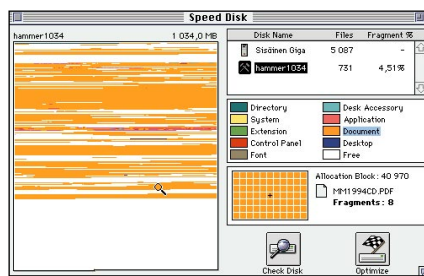 Speed Disk
hammer1034 1 034,0 MB
Disk Name Files Fragment %
Sisäinen Giga 5 087 -
hammer1034 731 4,51%
Directory Desk Accessory
System Application
Extension Document
Control Panel Desktop
Font Free
Allocation Block: 40 970
MM1994CD.PDF
Fragments: 8
Check Disk Optimize